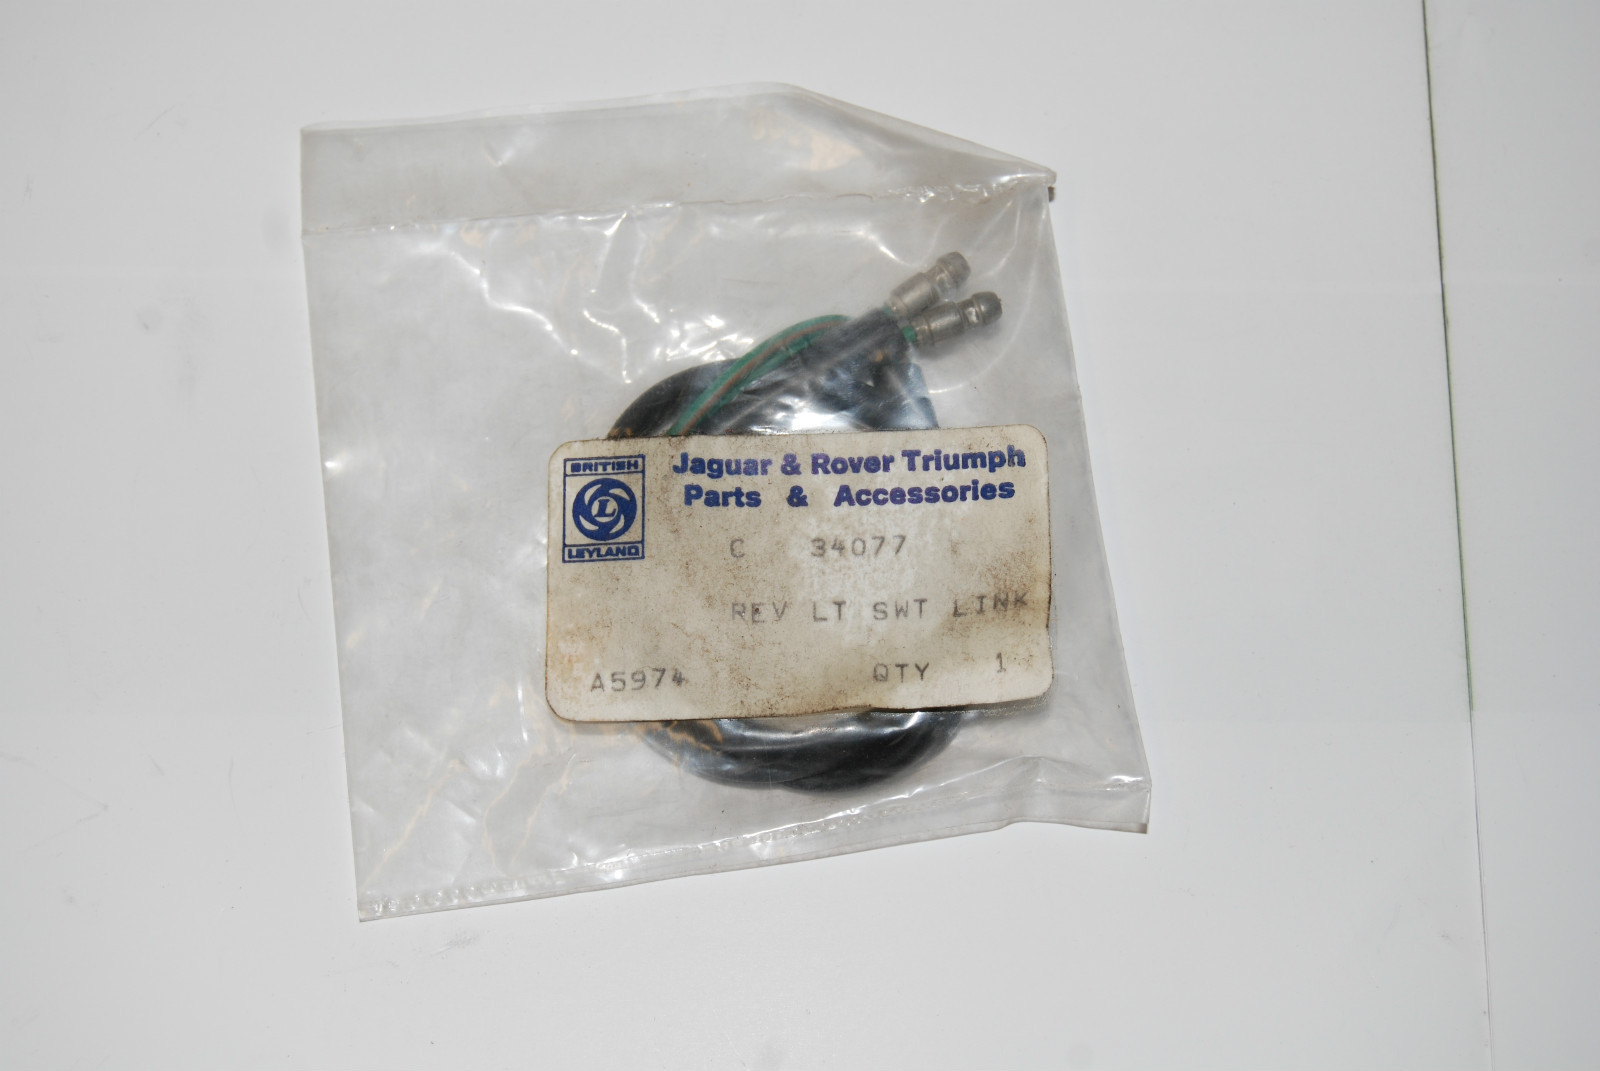 BRITISH
L
LEYLAND
Jaguar & Rover Triumph
Parts & Accessories
C 34077
REV LT SWT LINK
A5974 QTY 1